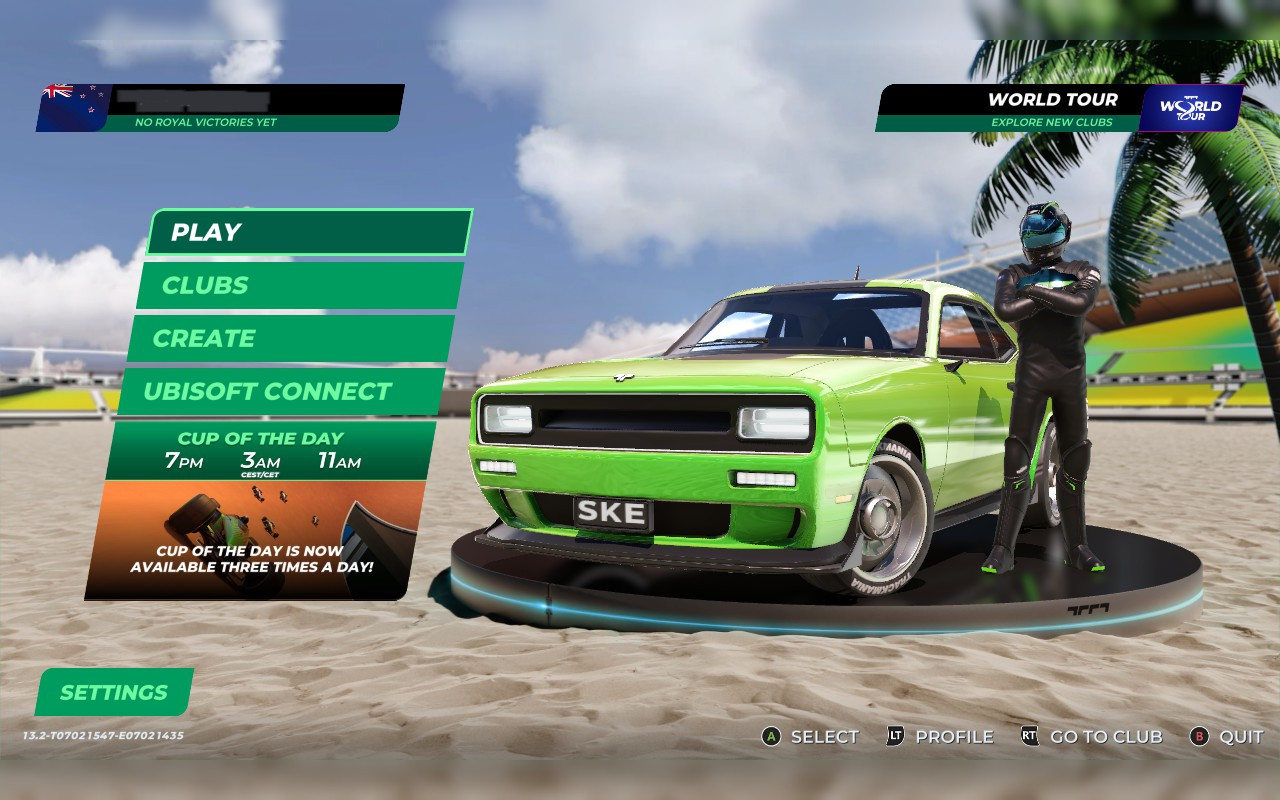 NO ROYAL VICTORIES YET
WORLD TOUR
EXPLORE NEW CLUBS
WORLD
TOUR
PLAY
CLUBS
CREATE
UBISOFT CONNECT
CUP OF THE DAY
7PM 3AM 11AM
CEST/CET
CUP OF THE DAY IS NOW
AVAILABLE THREE TIMES A DAY!
SKE
TRACKMANIA
SETTINGS
13.2-T07021547-E07021435
A SELECT LT PROFILE RT GO TO CLUB B QUIT